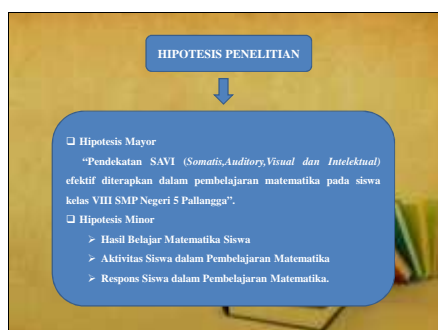 HIPOTESIS PENELITIAN
❑ Hipotesis Mayor
“Pendekatan SAVI (Somatis,Auditory,Visual dan Intelektual)
efektif diterapkan dalam pembelajaran matematika pada siswa
kelas VIII SMP Negeri 5 Pallangga”.
❑ Hipotesis Minor
➢ Hasil Belajar Matematika Siswa
➢ Aktivitas Siswa dalam Pembelajaran Matematika
➢ Respons Siswa dalam Pembelajaran Matematika.